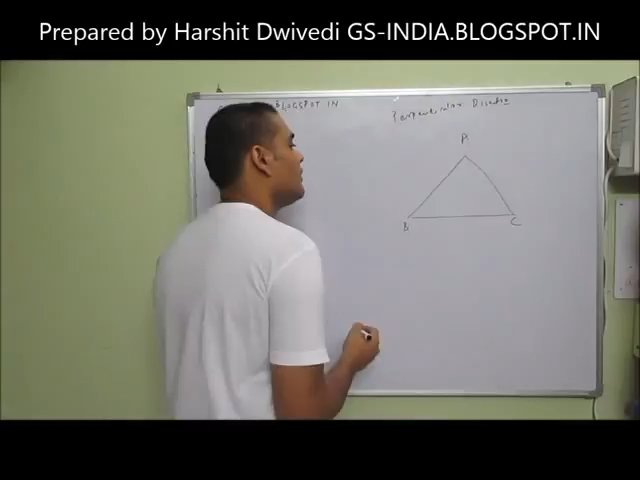 Prepared by Harshit Dwivedi GS-INDIA.BLOGSPOT.IN
BLOGSPOT IN
Perpendicular Bisector
A
B
C